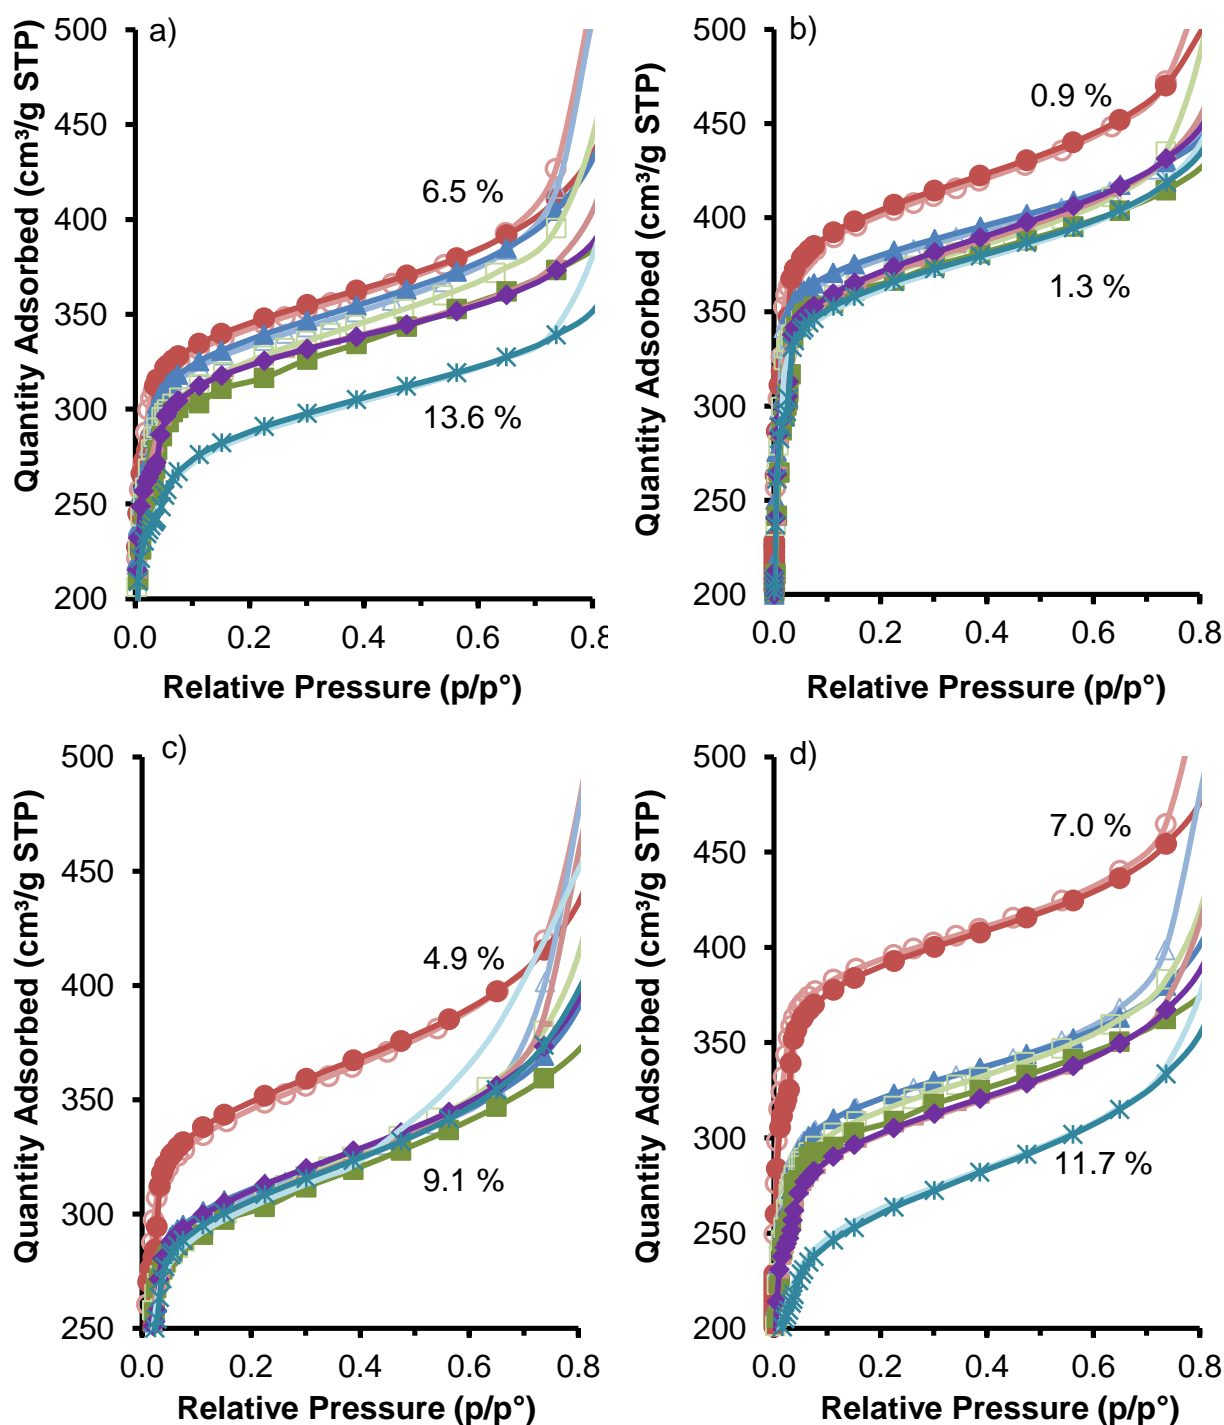 a)
Quantity Adsorbed (cm³/g STP)
500
450
400
350
300
250
200
6.5 %
13.6 %
0.0 0.2 0.4 0.6 0.8
Relative Pressure (p/p°)
b)
Quantity Adsorbed (cm³/g STP)
500
450
400
350
300
250
200
0.9 %
1.3 %
0.0 0.2 0.4 0.6 0.8
Relative Pressure (p/p°)
c)
Quantity Adsorbed (cm³/g STP)
500
450
400
350
300
250
4.9 %
9.1 %
0.0 0.2 0.4 0.6 0.8
Relative Pressure (p/p°)
d)
Quantity Adsorbed (cm³/g STP)
500
450
400
350
300
250
200
7.0 %
11.7 %
0.0 0.2 0.4 0.6 0.8
Relative Pressure (p/p°)